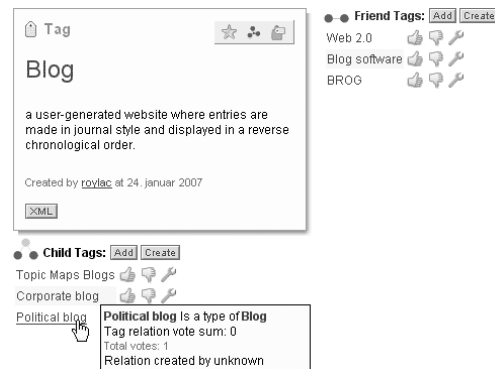 Tag
Blog
a user-generated website where entries are
made in journal style and displayed in a reverse
chronological order.
Created by roylac at 24. januar 2007
XML
Friend Tags: Add Create
Web 2.0
Blog software
BROG
Child Tags: Add Create
Topic Maps Blogs
Corporate blog
Political blog
Political blog Is a type of Blog
Tag relation vote sum: 0
Total votes: 1
Relation created by unknown